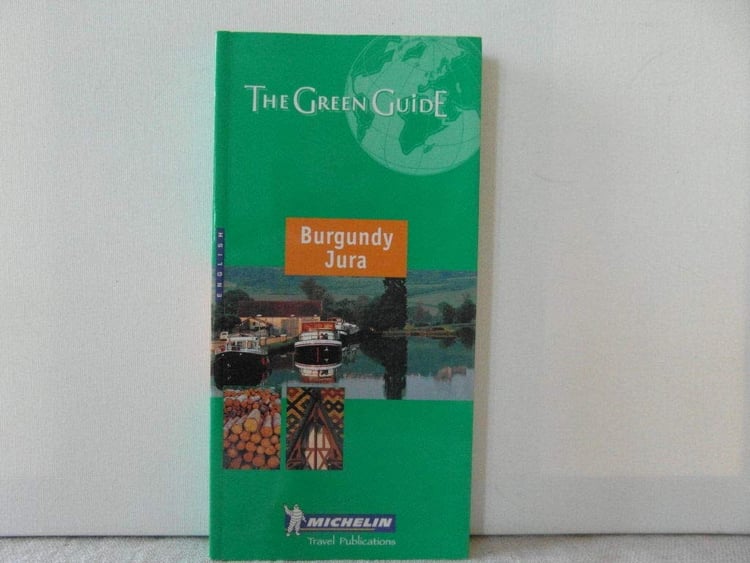 THE GREEN GUIDE
Burgundy
Jura
ENGLISH
MICHELIN
Travel Publications